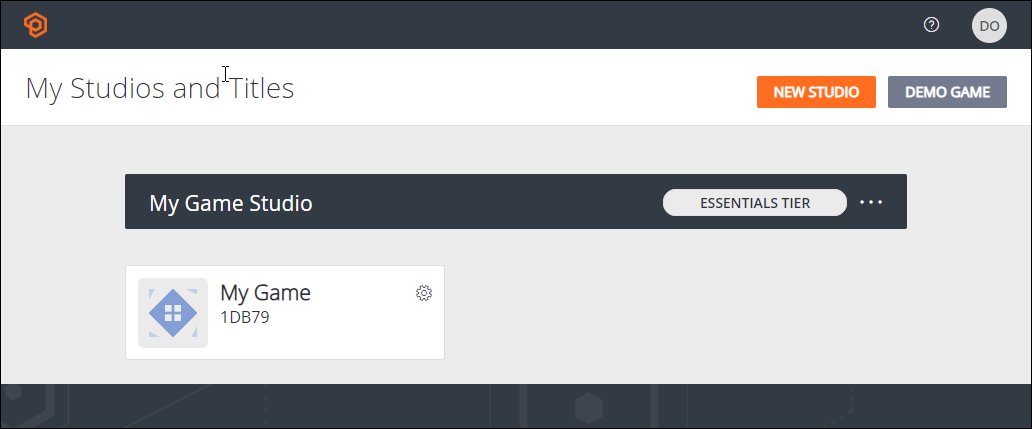 DO
My Studios and Titles
NEW STUDIO
DEMO GAME
My Game Studio
ESSENTIALS TIER
My Game
1DB79